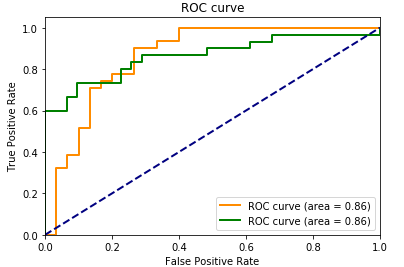 ROC curve
1.0
0.8
0.6
0.4
0.2
0.0
True Positive Rate
ROC curve (area = 0.86)
ROC curve (area = 0.86)
0.0 0.2 0.4 0.6 0.8 1.0
False Positive Rate